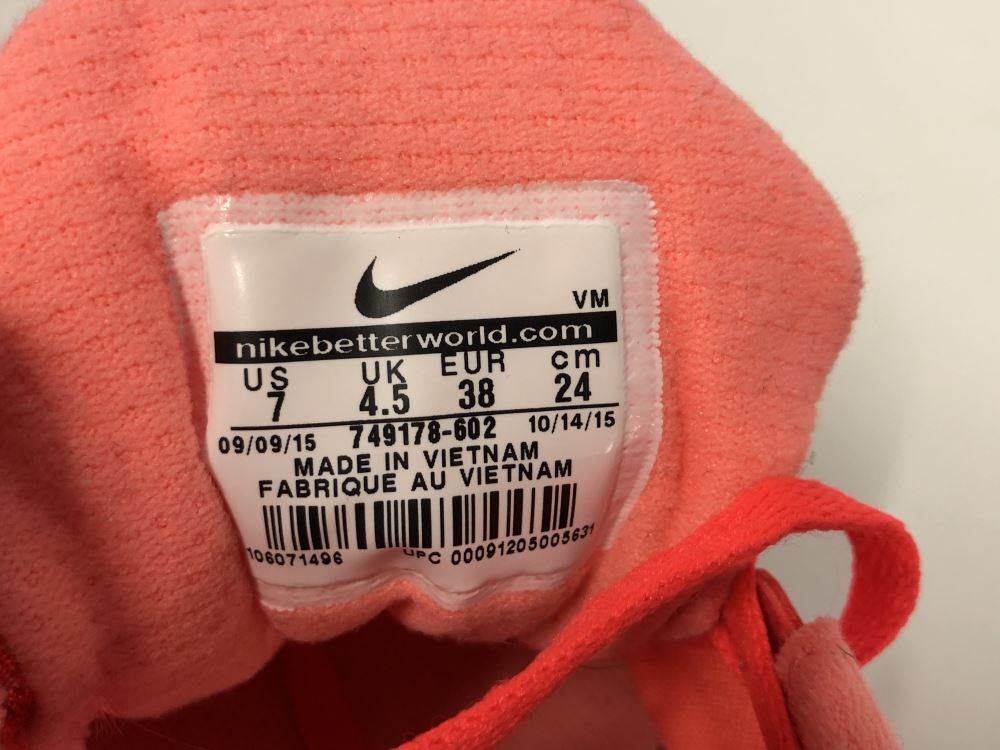 VM
nikebetterworld.com
US UK EUR cm
7 4.5 38 24
09/09/15 749178-602 10/14/15
MADE IN VIETNAM
FABRIQUE AU VIETNAM
106071496 UPC 00091205005631